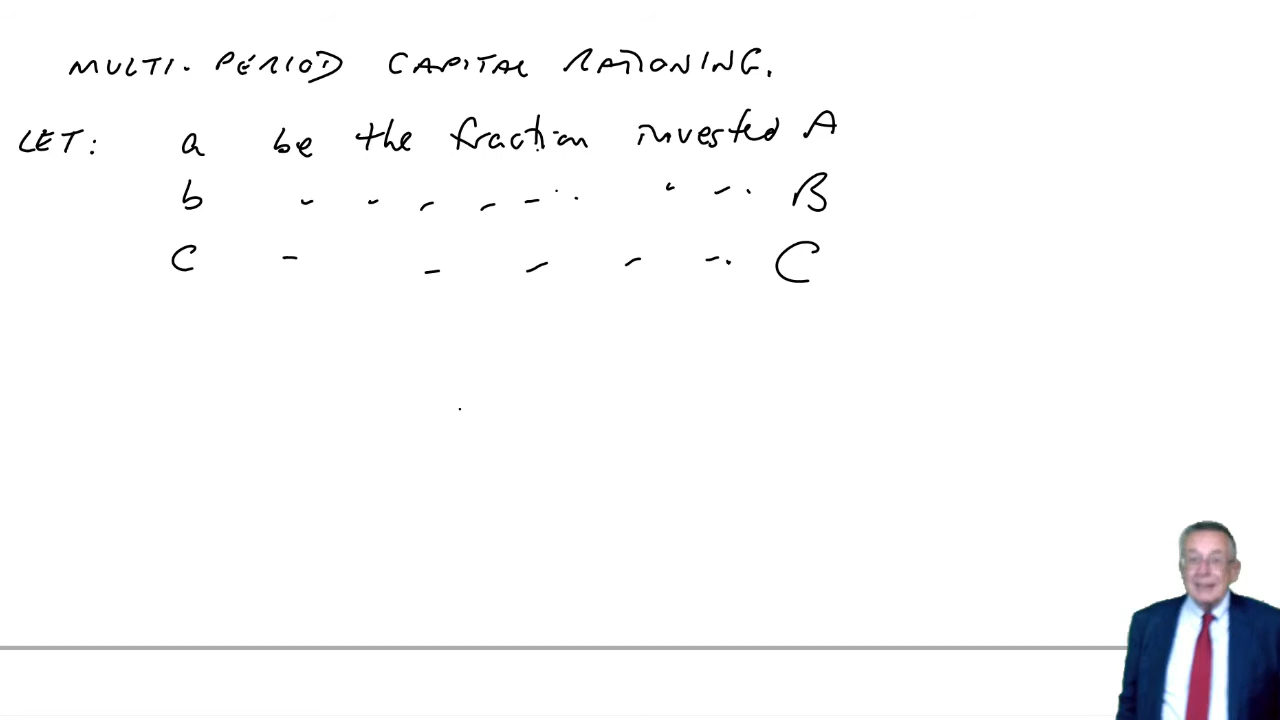 MULTI-PERIOD CAPITAL RATIONING.
LET: a be the fraction invested A
b " " " " " " " " B
c " " " " " C